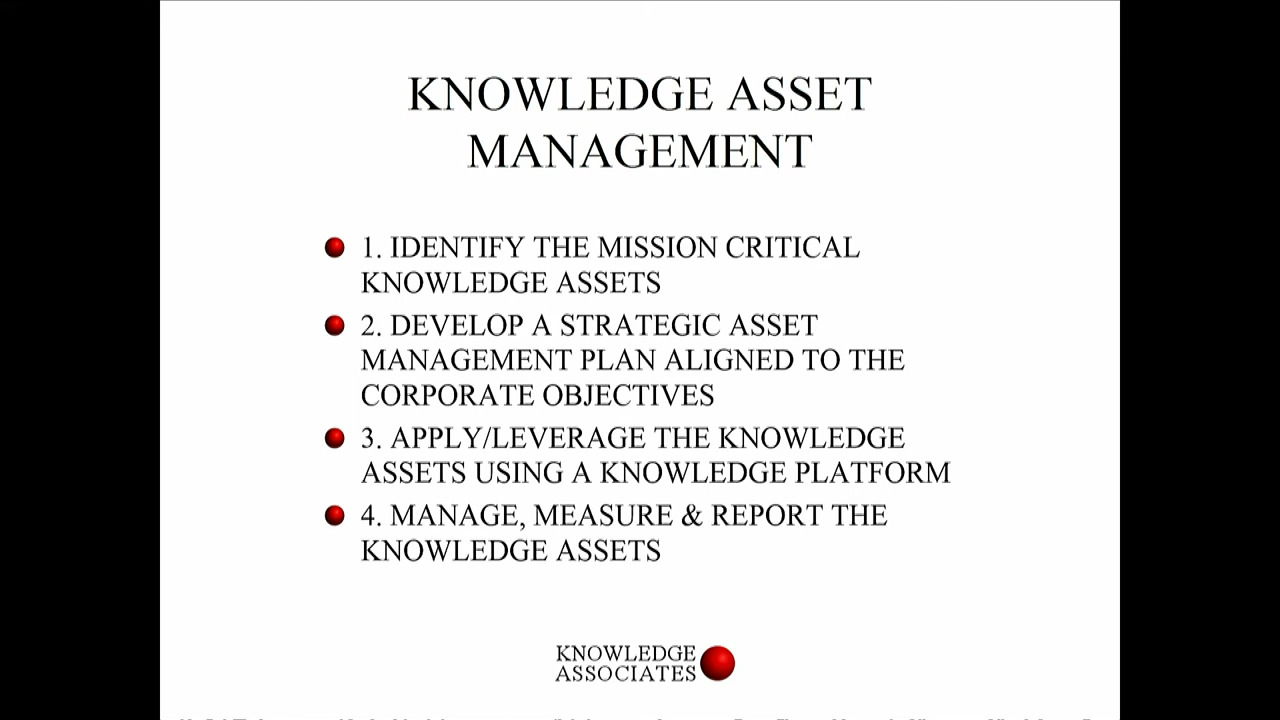 KNOWLEDGE ASSET
MANAGEMENT
1. IDENTIFY THE MISSION CRITICAL
KNOWLEDGE ASSETS
2. DEVELOP A STRATEGIC ASSET
MANAGEMENT PLAN ALIGNED TO THE
CORPORATE OBJECTIVES
3. APPLY/LEVERAGE THE KNOWLEDGE
ASSETS USING A KNOWLEDGE PLATFORM
4. MANAGE, MEASURE & REPORT THE
KNOWLEDGE ASSETS
KNOWLEDGE
ASSOCIATES